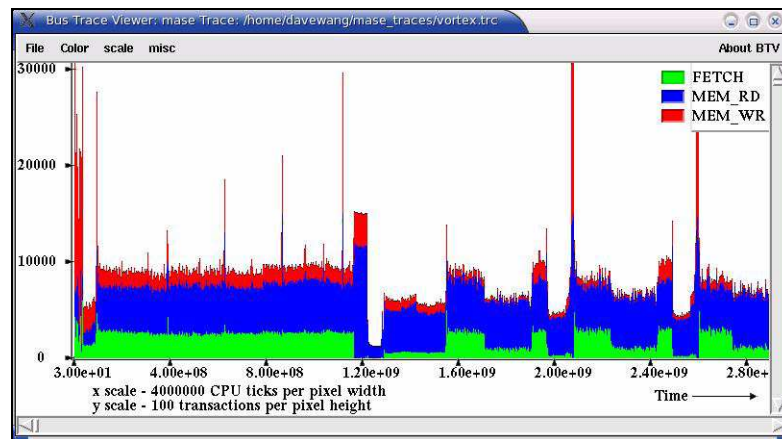 Bus Trace Viewer: mase Trace: /home/davewang/mase_traces/vortex.trc
File Color scale misc About BTV
30000
FETCH
MEM_RD
MEM_WR
20000
10000
0
3.00e+01 4.00e+08 8.00e+08 1.20e+09 1.60e+09 2.00e+09 2.40e+09 2.80e+
x scale - 4000000 CPU ticks per pixel width
Time
y scale - 100 transactions per pixel height